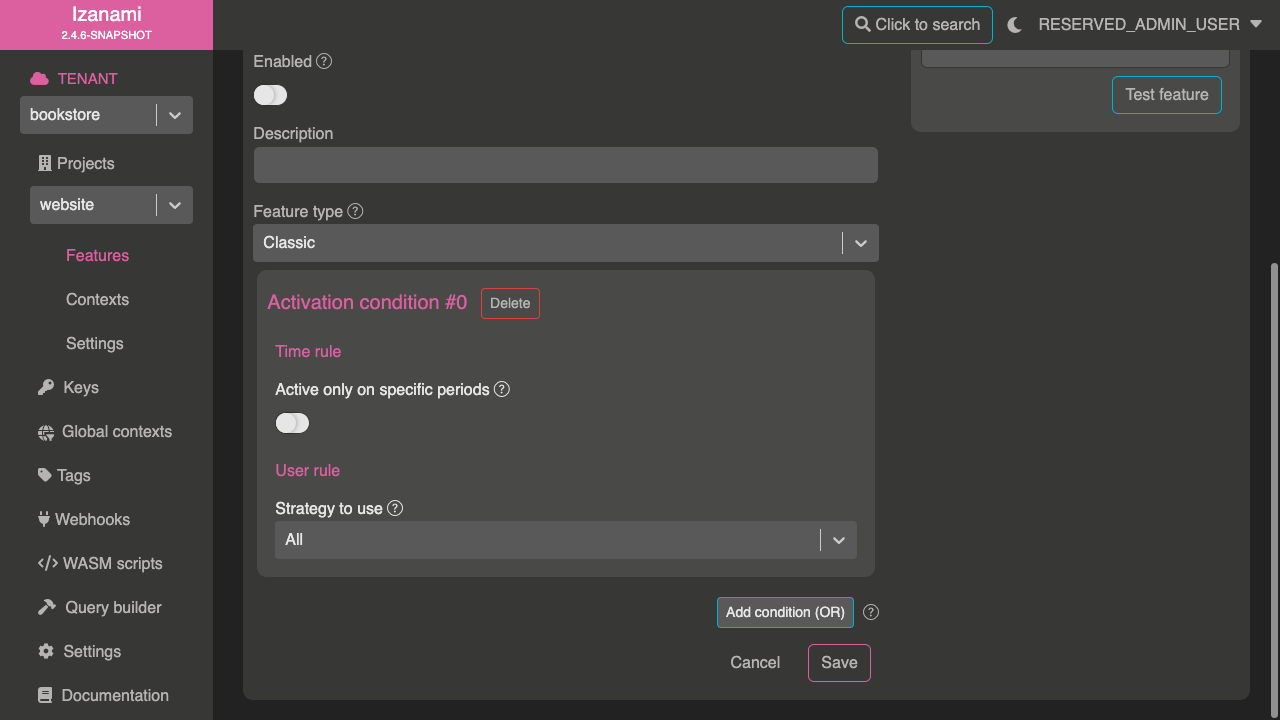 Izanami
2.4.6-SNAPSHOT
Click to search
RESERVED_ADMIN_USER
TENANT
bookstore
Projects
website
Features
Contexts
Settings
Keys
Global contexts
Tags
Webhooks
WASM scripts
Query builder
Settings
Documentation
Enabled
Description
Feature type
Classic
Activation condition #0
Delete
Time rule
Active only on specific periods
User rule
Strategy to use
All
Add condition (OR)
Cancel
Save
Test feature